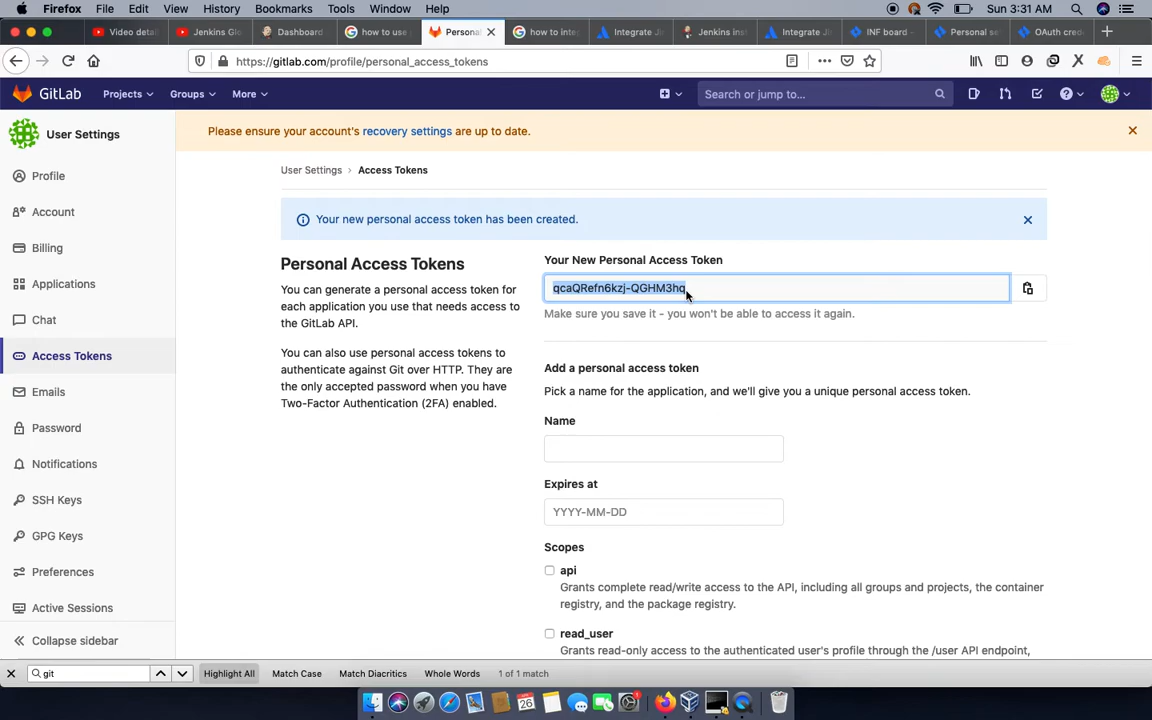 Firefox File Edit View History Bookmarks Tools Window Help Sun 3:31 AM
Video detai Jenkins Glo Dashboard how to use Personal how to inte Integrate Ji Jenkins inst Integrate Ji INF board - Personal se OAuth cred
https://gitlab.com/profile/personal_access_tokens
GitLab Projects Groups More Search or jump to...
User Settings
Please ensure your account's recovery settings are up to date.
Profile
Account
Billing
Applications
Chat
Access Tokens
Emails
Password
Notifications
SSH Keys
GPG Keys
Preferences
Active Sessions
Collapse sidebar
User Settings › Access Tokens
Your new personal access token has been created.
Personal Access Tokens
You can generate a personal access token for
each application you use that needs access to
the GitLab API.
You can also use personal access tokens to
authenticate against Git over HTTP. They are
the only accepted password when you have
Two-Factor Authentication (2FA) enabled.
Your New Personal Access Token
qcaQRefn6kzj-QGHM3hq
Make sure you save it - you won't be able to access it again.
Add a personal access token
Pick a name for the application, and we'll give you a unique personal access token.
Name
Expires at
YYYY-MM-DD
Scopes
api
Grants complete read/write access to the API, including all groups and projects, the container
registry, and the package registry.
read_user
Grants read-only access to the authenticated user's profile through the /user API endpoint,
git Highlight All Match Case Match Diacritics Whole Words 1 of 1 match